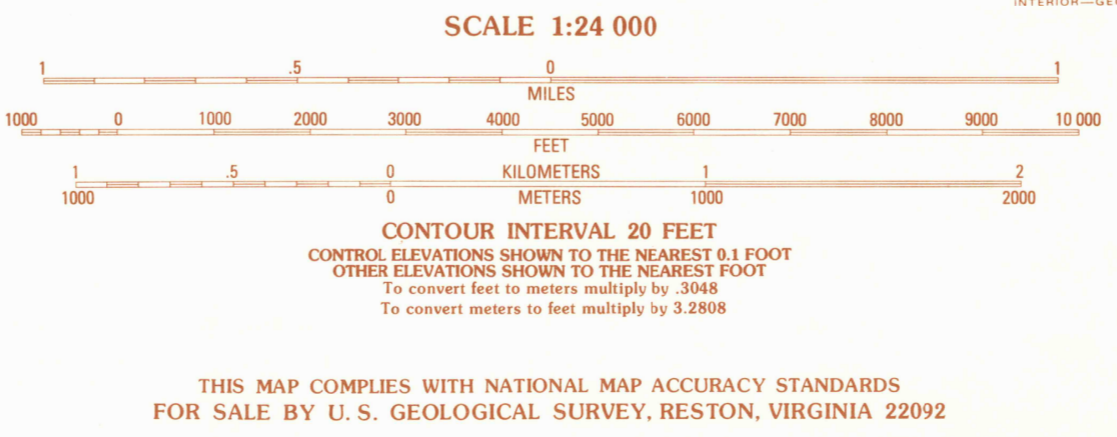 SCALE 1:24 000
1 .5 0 1
MILES
1000 0 1000 2000 3000 4000 5000 6000 7000 8000 9000 10 000
FEET
1 .5 0 KILOMETERS 1 2
1000 0 METERS 1000 2000
CONTOUR INTERVAL 20 FEET
CONTROL ELEVATIONS SHOWN TO THE NEAREST 0.1 FOOT
OTHER ELEVATIONS SHOWN TO THE NEAREST FOOT
To convert feet to meters multiply by .3048
To convert meters to feet multiply by 3.2808
THIS MAP COMPLIES WITH NATIONAL MAP ACCURACY STANDARDS
FOR SALE BY U. S. GEOLOGICAL SURVEY, RESTON, VIRGINIA 22092